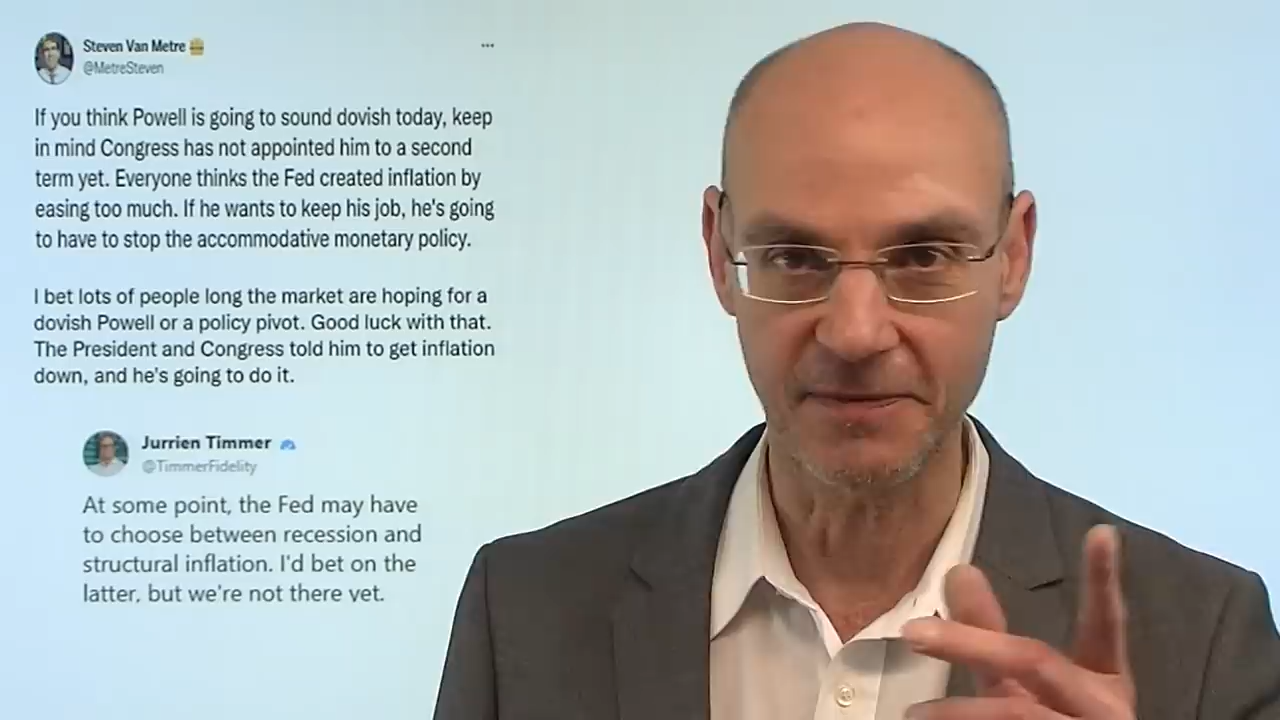 Steven Van Metre
@MetreSteven
...
If you think Powell is going to sound dovish today, keep
in mind Congress has not appointed him to a second
term yet. Everyone thinks the Fed created inflation by
easing too much. If he wants to keep his job, he's going
to have to stop the accommodative monetary policy.
I bet lots of people long the market are hoping for a
dovish Powell or a policy pivot. Good luck with that.
The President and Congress told him to get inflation
down, and he's going to do it.
Jurrien Timmer
@TimmerFidelity
At some point, the Fed may have
to choose between recession and
structural inflation. I'd bet on the
latter, but we're not there yet.